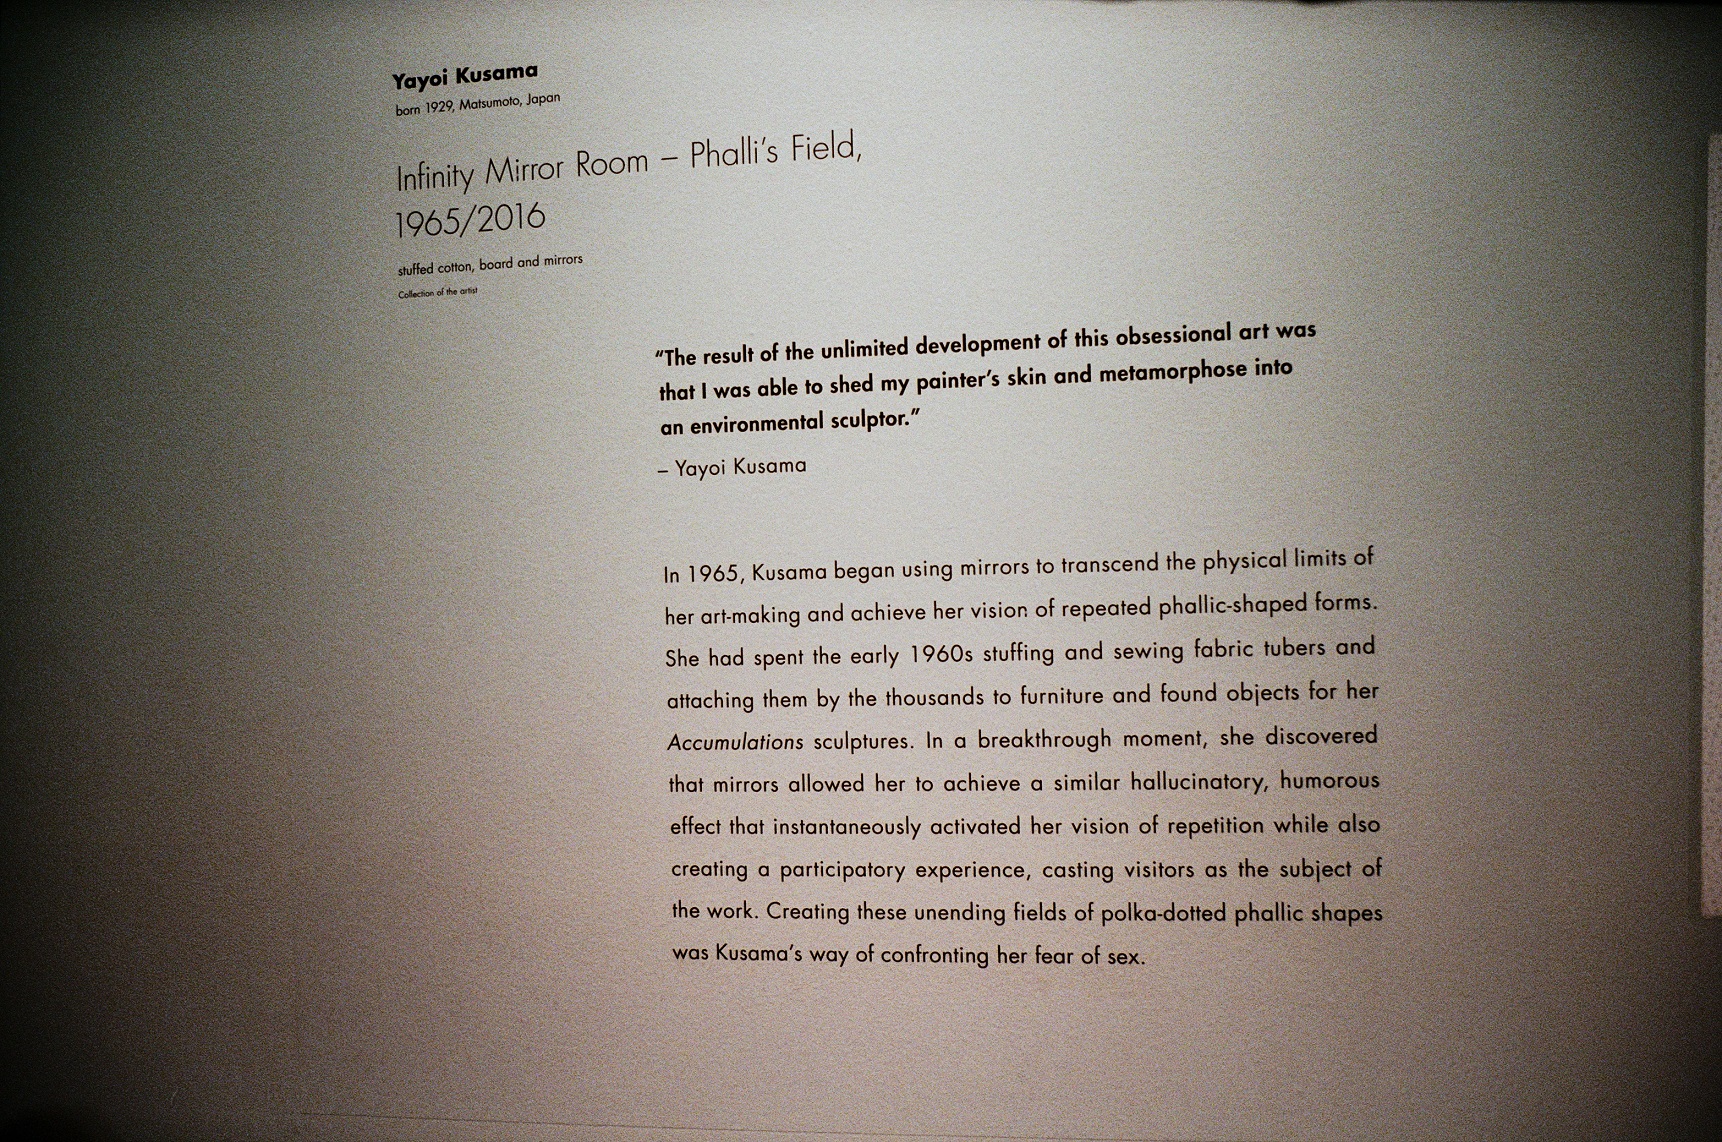 Yayoi Kusama
born 1929, Matsumoto, Japan
Infinity Mirror Room – Phalli's Field,
1965/2016
stuffed cotton, board and mirrors
Collection of the artist
"The result of the unlimited development of this obsessional art was
that I was able to shed my painter's skin and metamorphose into
an environmental sculptor."
– Yayoi Kusama
In 1965, Kusama began using mirrors to transcend the physical limits of
her art-making and achieve her vision of repeated phallic-shaped forms.
She had spent the early 1960s stuffing and sewing fabric tubers and
attaching them by the thousands to furniture and found objects for her
Accumulations sculptures. In a breakthrough moment, she discovered
that mirrors allowed her to achieve a similar hallucinatory, humorous
effect that instantaneously activated her vision of repetition while also
creating a participatory experience, casting visitors as the subject of
the work. Creating these unending fields of polka-dotted phallic shapes
was Kusama's way of confronting her fear of sex.